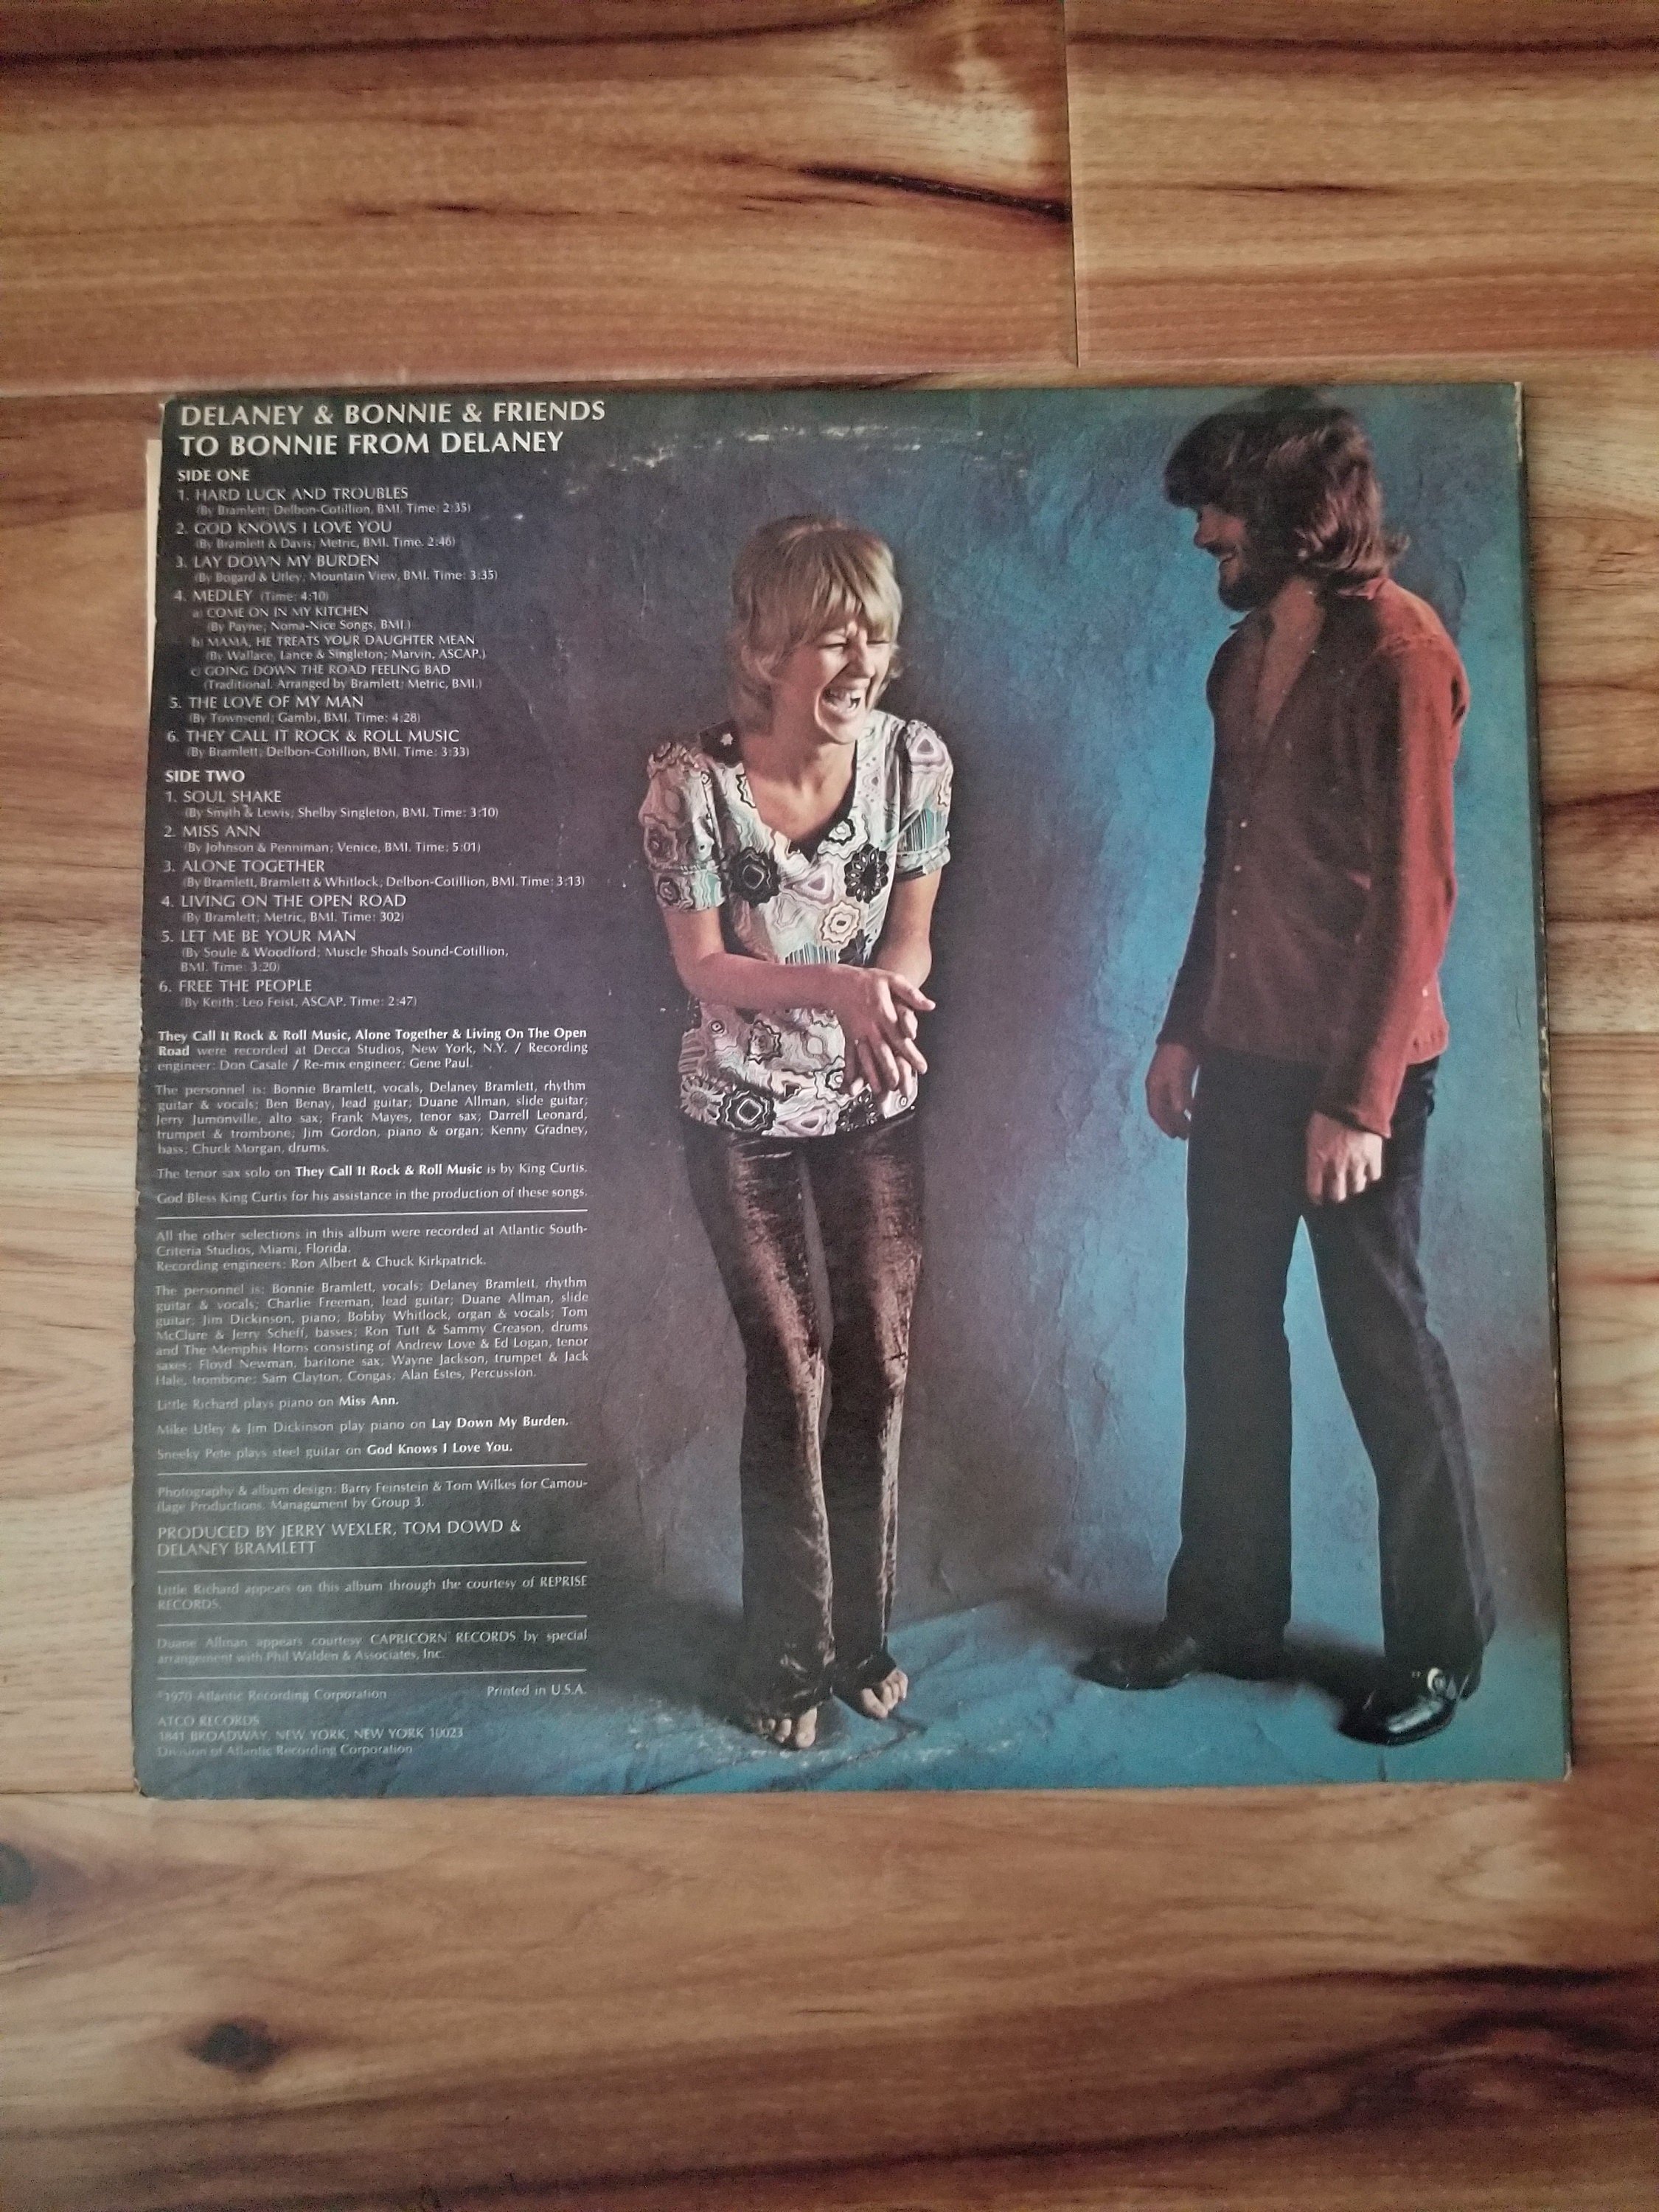 DELANEY & BONNIE & FRIENDS
TO BONNIE FROM DELANEY
SIDE ONE
1. HARD LUCK AND TROUBLES
(By Bramlett; Delbon-Cotillion, BMI. Time: 2:35)
2. GOD KNOWS I LOVE YOU
(By Bramlett & Davis; Metric, BMI. Time. 2:46)
3. LAY DOWN MY BURDEN
(By Bogard & Utley; Mountain View, BMI. Time: 3:35)
4. MEDLEY (Time: 4:10)
a) COME ON IN MY KITCHEN
(By Payne; Noma-Nice Songs, BMI.)
b) MAMA, HE TREATS YOUR DAUGHTER MEAN
(By Wallace, Lance & Singleton; Marvin, ASCAP.)
c) GOING DOWN THE ROAD FEELING BAD
(Traditional. Arranged by Bramlett; Metric, BMI.)
5. THE LOVE OF MY MAN
(By Townsend; Gambi, BMI. Time: 4:28)
6. THEY CALL IT ROCK & ROLL MUSIC
(By Bramlett; Delbon-Cotillion, BMI. Time: 3:33)
SIDE TWO
1. SOUL SHAKE
(By Smith & Lewis; Shelby Singleton, BMI. Time: 3:10)
2. MISS ANN
(By Johnson & Penniman; Venice, BMI. Time: 5:01)
3. ALONE TOGETHER
(By Bramlett, Bramlett & Whitlock; Delbon-Cotillion, BMI. Time: 3:13)
4. LIVING ON THE OPEN ROAD
(By Bramlett; Metric, BMI. Time: 302)
5. LET ME BE YOUR MAN
(By Soule & Woodford; Muscle Shoals Sound-Cotillion,
BMI. Time: 3:20)
6. FREE THE PEOPLE
(By Keith; Leo Feist, ASCAP. Time: 2:47)
They Call It Rock & Roll Music, Alone Together & Living On The Open
Road were recorded at Decca Studios, New York, N.Y. / Recording
engineer: Don Casale / Re-mix engineer: Gene Paul.
The personnel is: Bonnie Bramlett, vocals, Delaney Bramlett, rhythm
guitar & vocals; Ben Benay, lead guitar; Duane Allman, slide guitar;
Jerry Jumonville, alto sax; Frank Mayes, tenor sax; Darrell Leonard,
trumpet & trombone; Jim Gordon, piano & organ; Kenny Gradney,
bass; Chuck Morgan, drums.
The tenor sax solo on They Call It Rock & Roll Music is by King Curtis.
God Bless King Curtis for his assistance in the production of these songs.
All the other selections in this album were recorded at Atlantic South-
Criteria Studios, Miami, Florida.
Recording engineers: Ron Albert & Chuck Kirkpatrick.
The personnel is: Bonnie Bramlett, vocals; Delaney Bramlett, rhythm
guitar & vocals; Charlie Freeman, lead guitar; Duane Allman, slide
guitar; Jim Dickinson, piano; Bobby Whitlock, organ & vocals; Tom
McClure & Jerry Scheff, basses; Ron Tutt & Sammy Creason, drums
and The Memphis Horns consisting of Andrew Love & Ed Logan, tenor
saxes; Floyd Newman, baritone sax; Wayne Jackson, trumpet & Jack
Hale, trombone; Sam Clayton, Congas; Alan Estes, Percussion.
Little Richard plays piano on Miss Ann.
Mike Utley & Jim Dickinson play piano on Lay Down My Burden.
Sneeky Pete plays steel guitar on God Knows I Love You.
Photography & album design: Barry Feinstein & Tom Wilkes for Camou-
flage Productions. Management by Group 3.
PRODUCED BY JERRY WEXLER, TOM DOWD &
DELANEY BRAMLETT
Little Richard appears on this album through the courtesy of REPRISE
RECORDS.
Duane Allman appears courtesy CAPRICORN RECORDS by special
arrangement with Phil Walden & Associates, Inc.
©1970 Atlantic Recording Corporation Printed in U.S.A.
ATCO RECORDS
1841 BROADWAY, NEW YORK, NEW YORK 10023
Division of Atlantic Recording Corporation